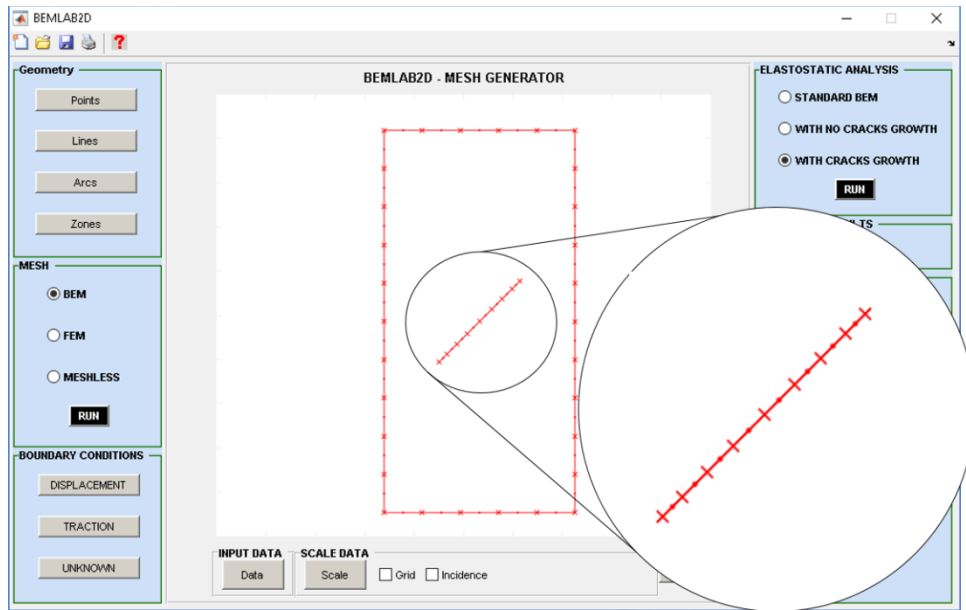 BEMLAB2D
?
Geometry
Points
Lines
Arcs
Zones
MESH
BEM
FEM
MESHLESS
RUN
BOUNDARY CONDITIONS
DISPLACEMENT
TRACTION
UNKNOWN
BEMLAB2D - MESH GENERATOR
INPUT DATA
Data
SCALE DATA
Scale
Grid
Incidence
ELASTOSTATIC ANALYSIS
STANDARD BEM
WITH NO CRACKS GROWTH
WITH CRACKS GROWTH
RUN